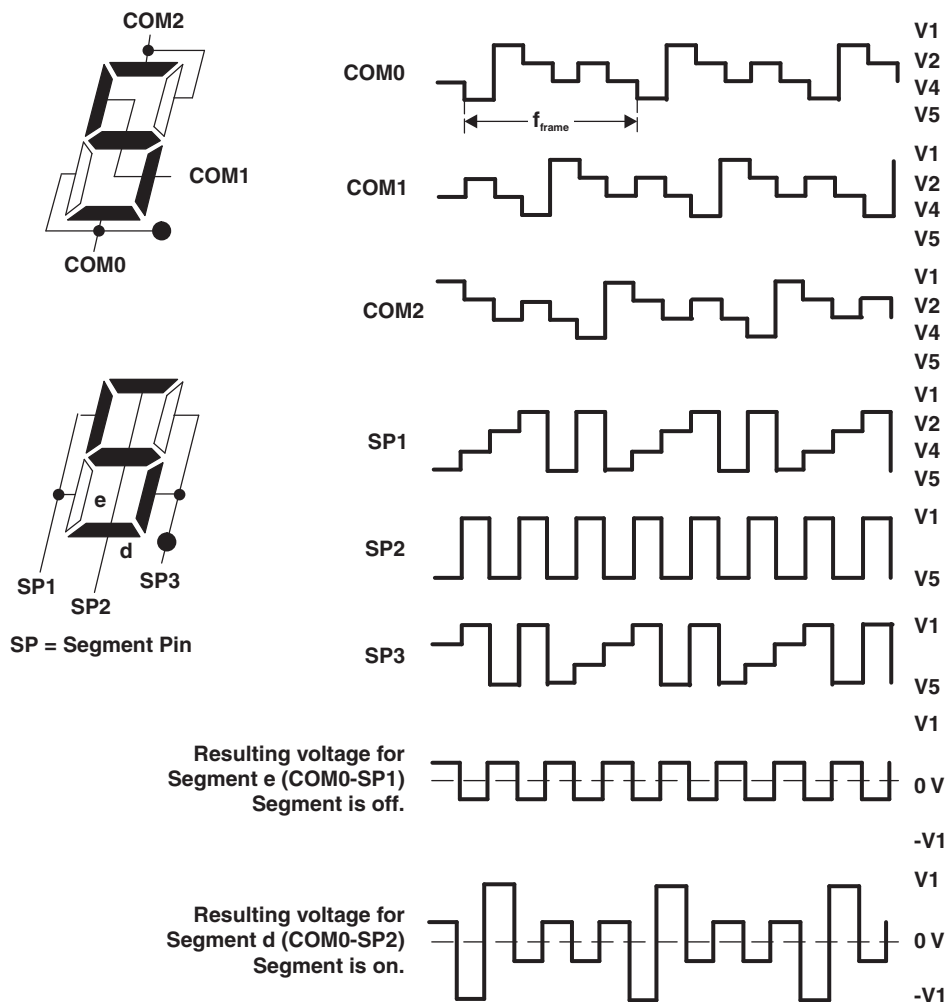 COM2
COM1
COM0
e
d
SP1
SP2
SP3
SP = Segment Pin
COM0
f frame
V1
V2
V4
V5
COM1
V1
V2
V4
V5
COM2
V1
V2
V4
V5
SP1
V1
V2
V4
V5
SP2
V1
V5
SP3
V1
V5
Resulting voltage for
Segment e (COM0-SP1)
Segment is off.
V1
0 V
-V1
Resulting voltage for
Segment d (COM0-SP2)
Segment is on.
V1
0 V
-V1